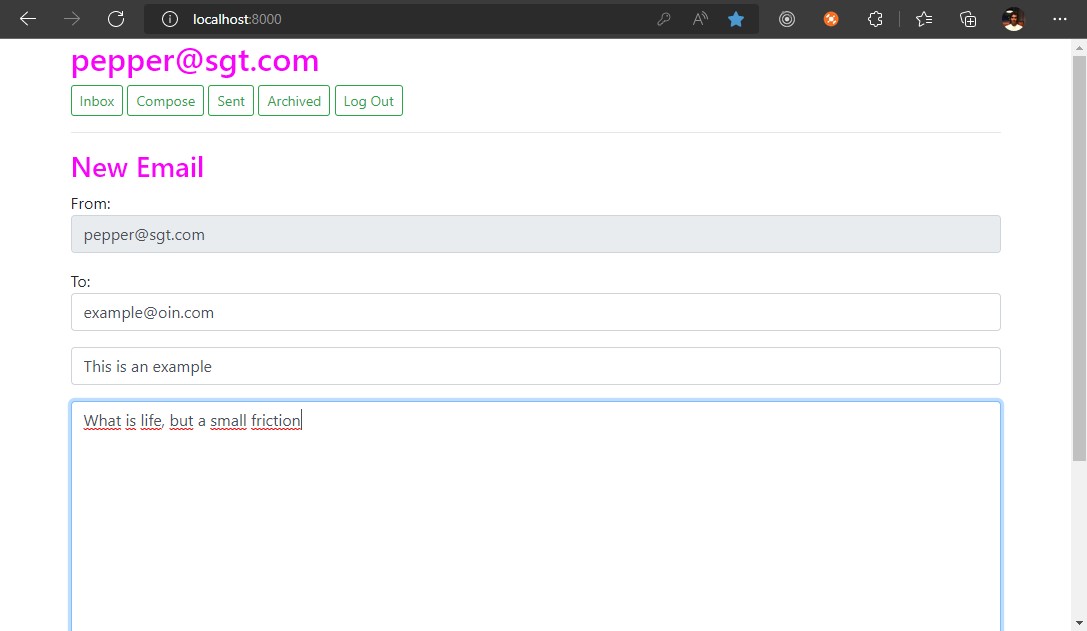 localhost:8000
pepper@sgt.com
Inbox Compose Sent Archived Log Out
New Email
From:
pepper@sgt.com
To:
example@oin.com
This is an example
What is life, but a small friction